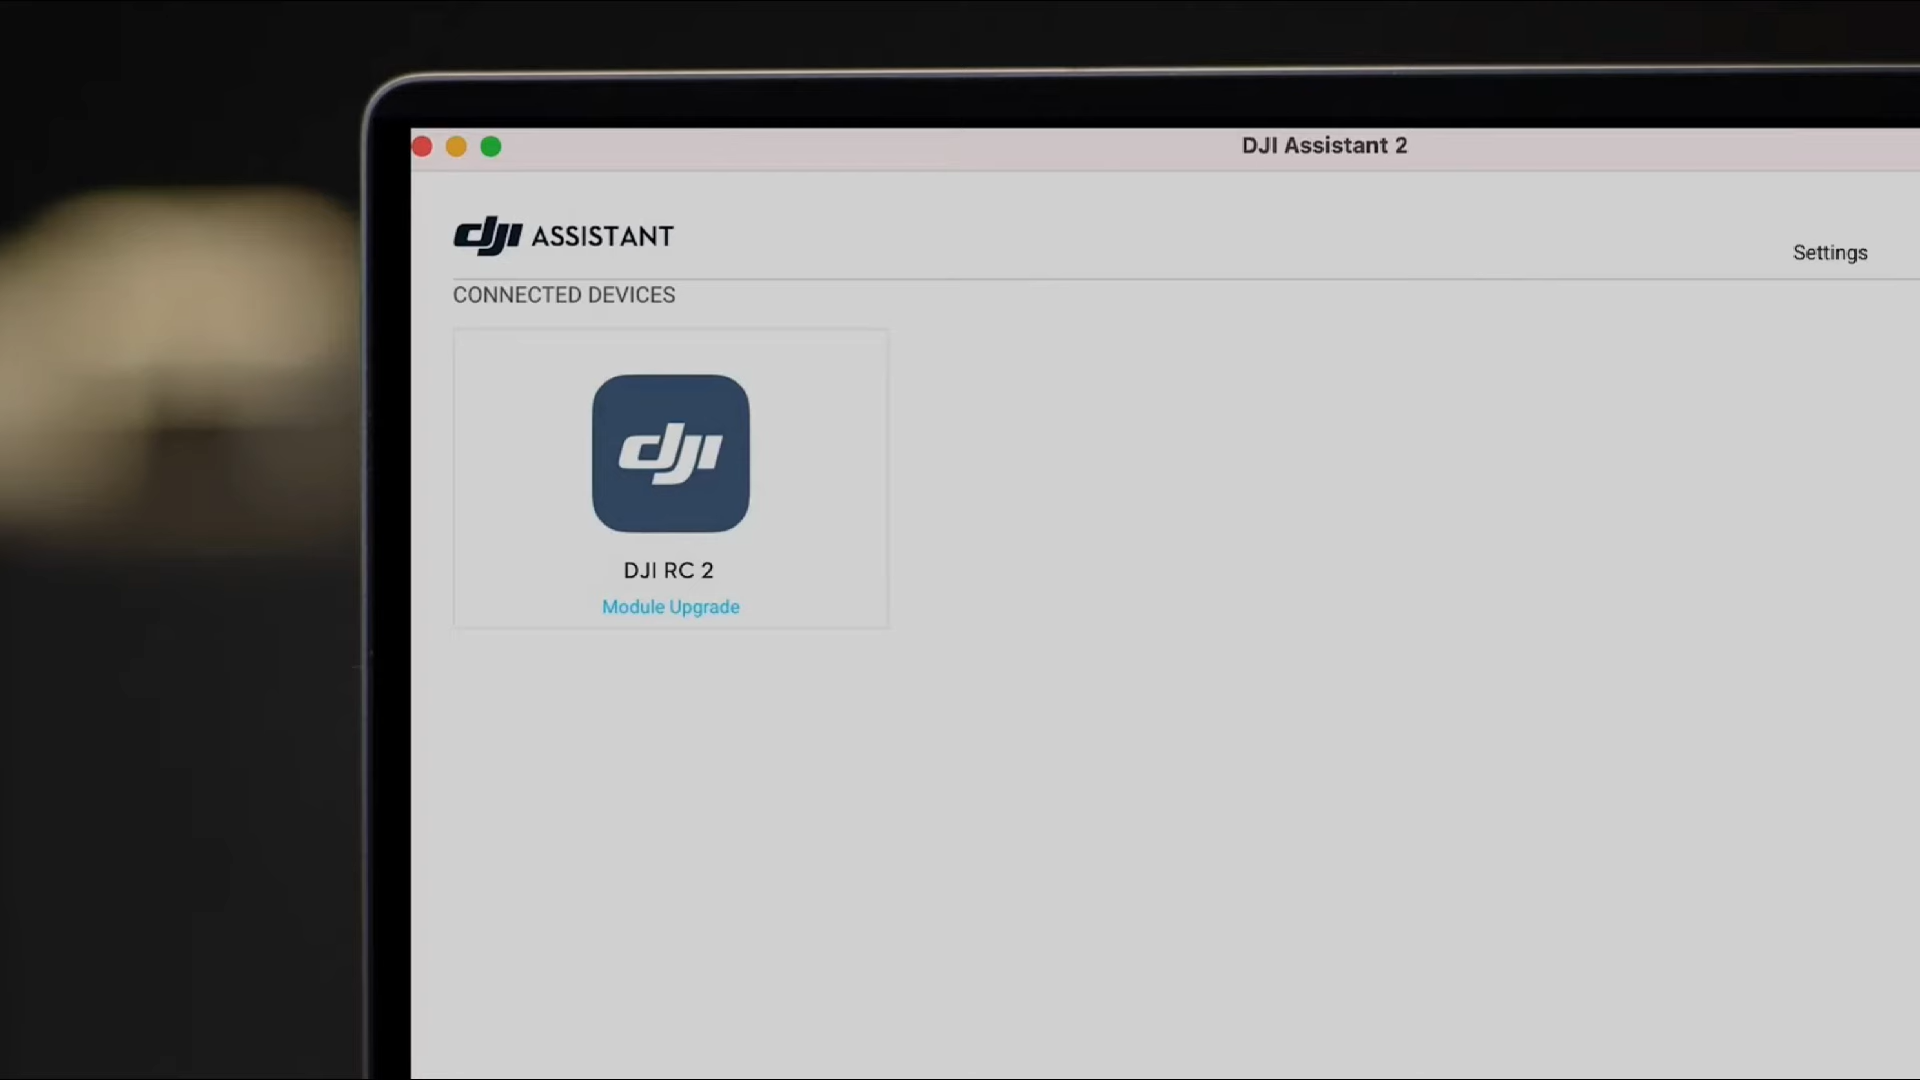 DJI Assistant 2
dji ASSISTANT
Settings
CONNECTED DEVICES
dji
DJI RC 2
Module Upgrade